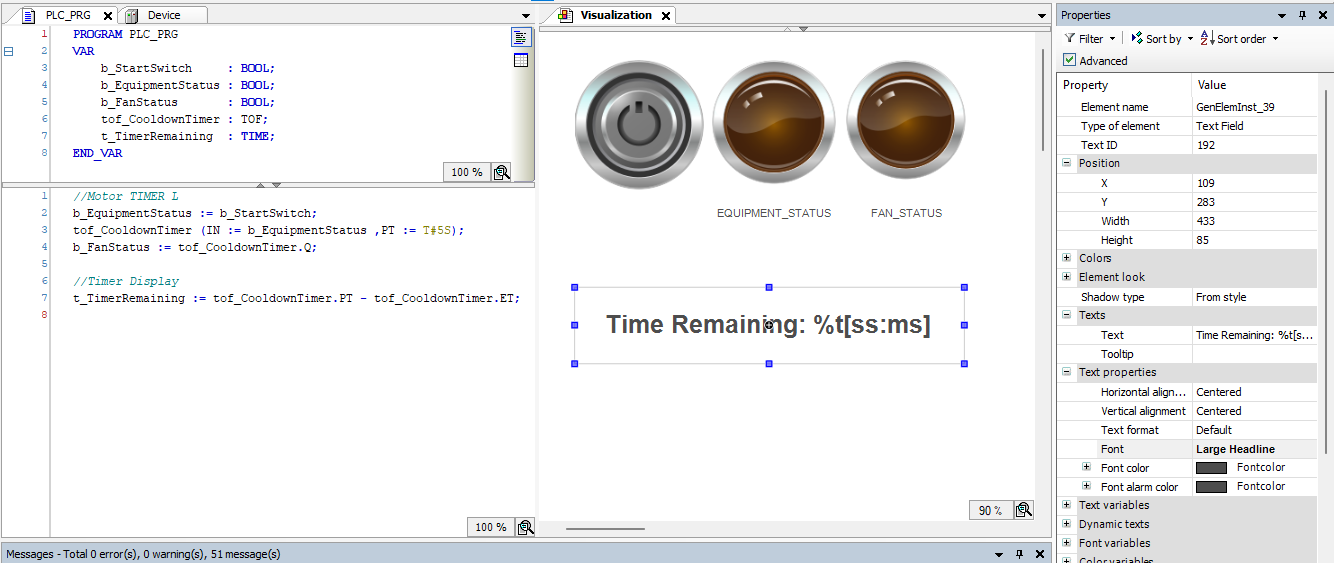 PLC_PRG
Device
1 PROGRAM PLC_PRG
2 VAR
3 b_StartSwitch : BOOL;
4 b_EquipmentStatus : BOOL;
5 b_FanStatus : BOOL;
6 tof_CooldownTimer : TOF;
7 t_TimerRemaining : TIME;
8 END_VAR
100 %
1 //Motor TIMER L
2 b_EquipmentStatus := b_StartSwitch;
3 tof_CooldownTimer (IN := b_EquipmentStatus ,PT := T#5S);
4 b_FanStatus := tof_CooldownTimer.Q;
5
6 //Timer Display
7 t_TimerRemaining := tof_CooldownTimer.PT - tof_CooldownTimer.ET;
8
100 %
Visualization
EQUIPMENT_STATUS FAN_STATUS
Time Remaining: %t[ss:ms]
90 %
Properties
Filter Sort by Sort order
Advanced
Property Value
Element name GenElemInst_39
Type of element Text Field
Text ID 192
Position
X 109
Y 283
Width 433
Height 85
Colors
Element look
Shadow type From style
Texts
Text Time Remaining: %t[s...
Tooltip
Text properties
Horizontal align... Centered
Vertical alignment Centered
Text format Default
Font Large Headline
Font color Fontcolor
Font alarm color Fontcolor
Text variables
Dynamic texts
Font variables
Color variables
Messages - Total 0 error(s), 0 warning(s), 51 message(s)